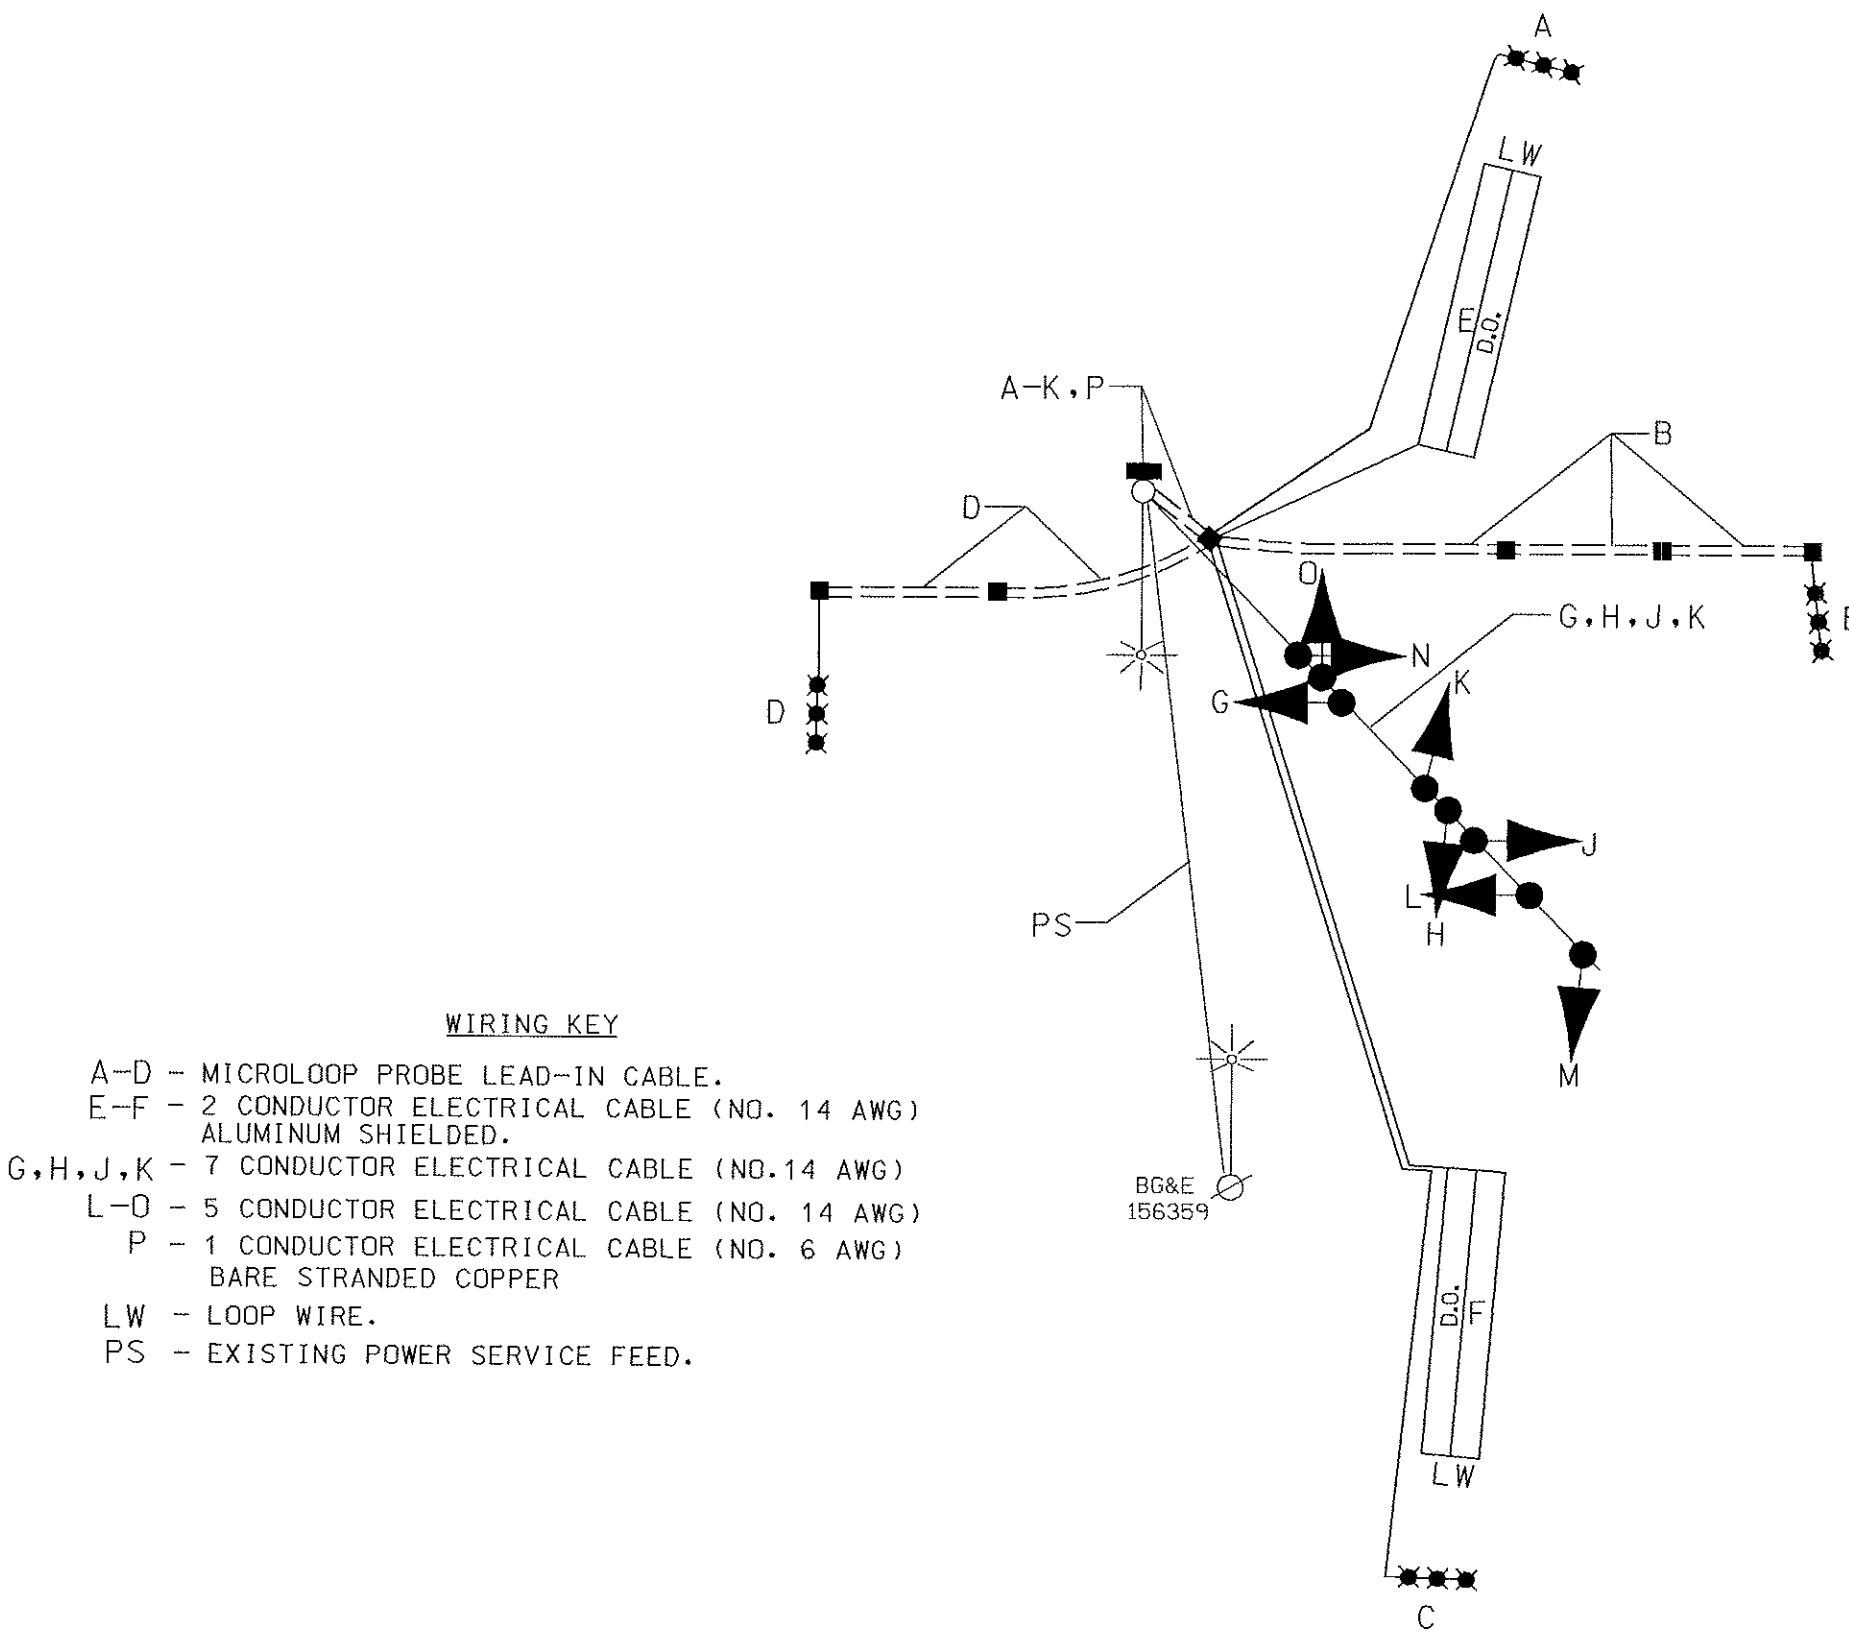 A
LW
E
D.O.
A-K,P
B
D
O
G,H,J,K
N
K
G
D
J
L
H
PS
M
WIRING KEY
A-D - MICROLOOP PROBE LEAD-IN CABLE.
E-F - 2 CONDUCTOR ELECTRICAL CABLE (NO. 14 AWG)
ALUMINUM SHIELDED.
G,H,J,K - 7 CONDUCTOR ELECTRICAL CABLE (NO.14 AWG)
L-O - 5 CONDUCTOR ELECTRICAL CABLE (NO. 14 AWG)
P - 1 CONDUCTOR ELECTRICAL CABLE (NO. 6 AWG)
BARE STRANDED COPPER
LW - LOOP WIRE.
PS - EXISTING POWER SERVICE FEED.
BG&E
156359
D.O.
F
LW
C